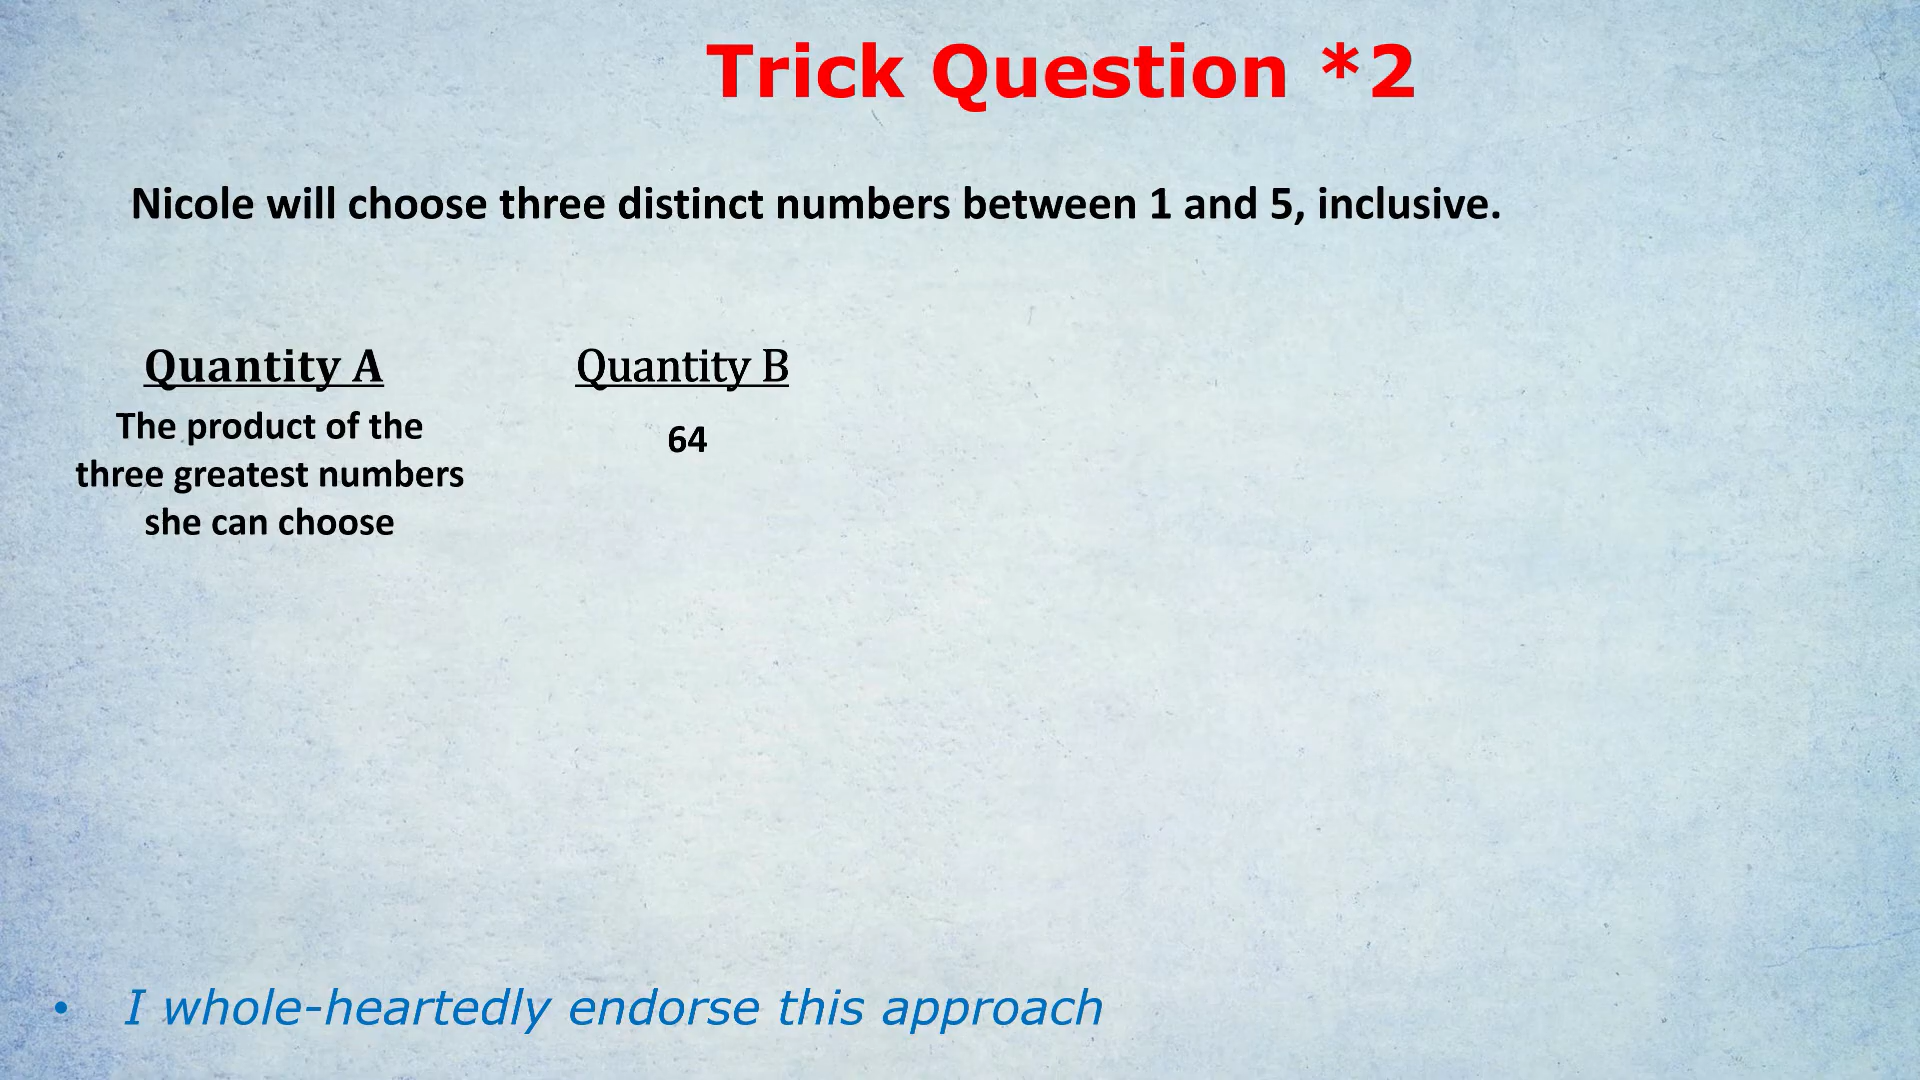 Trick Question *2
Nicole will choose three distinct numbers between 1 and 5, inclusive.
Quantity A
The product of the
three greatest numbers
she can choose
Quantity B
64
• I whole-heartedly endorse this approach